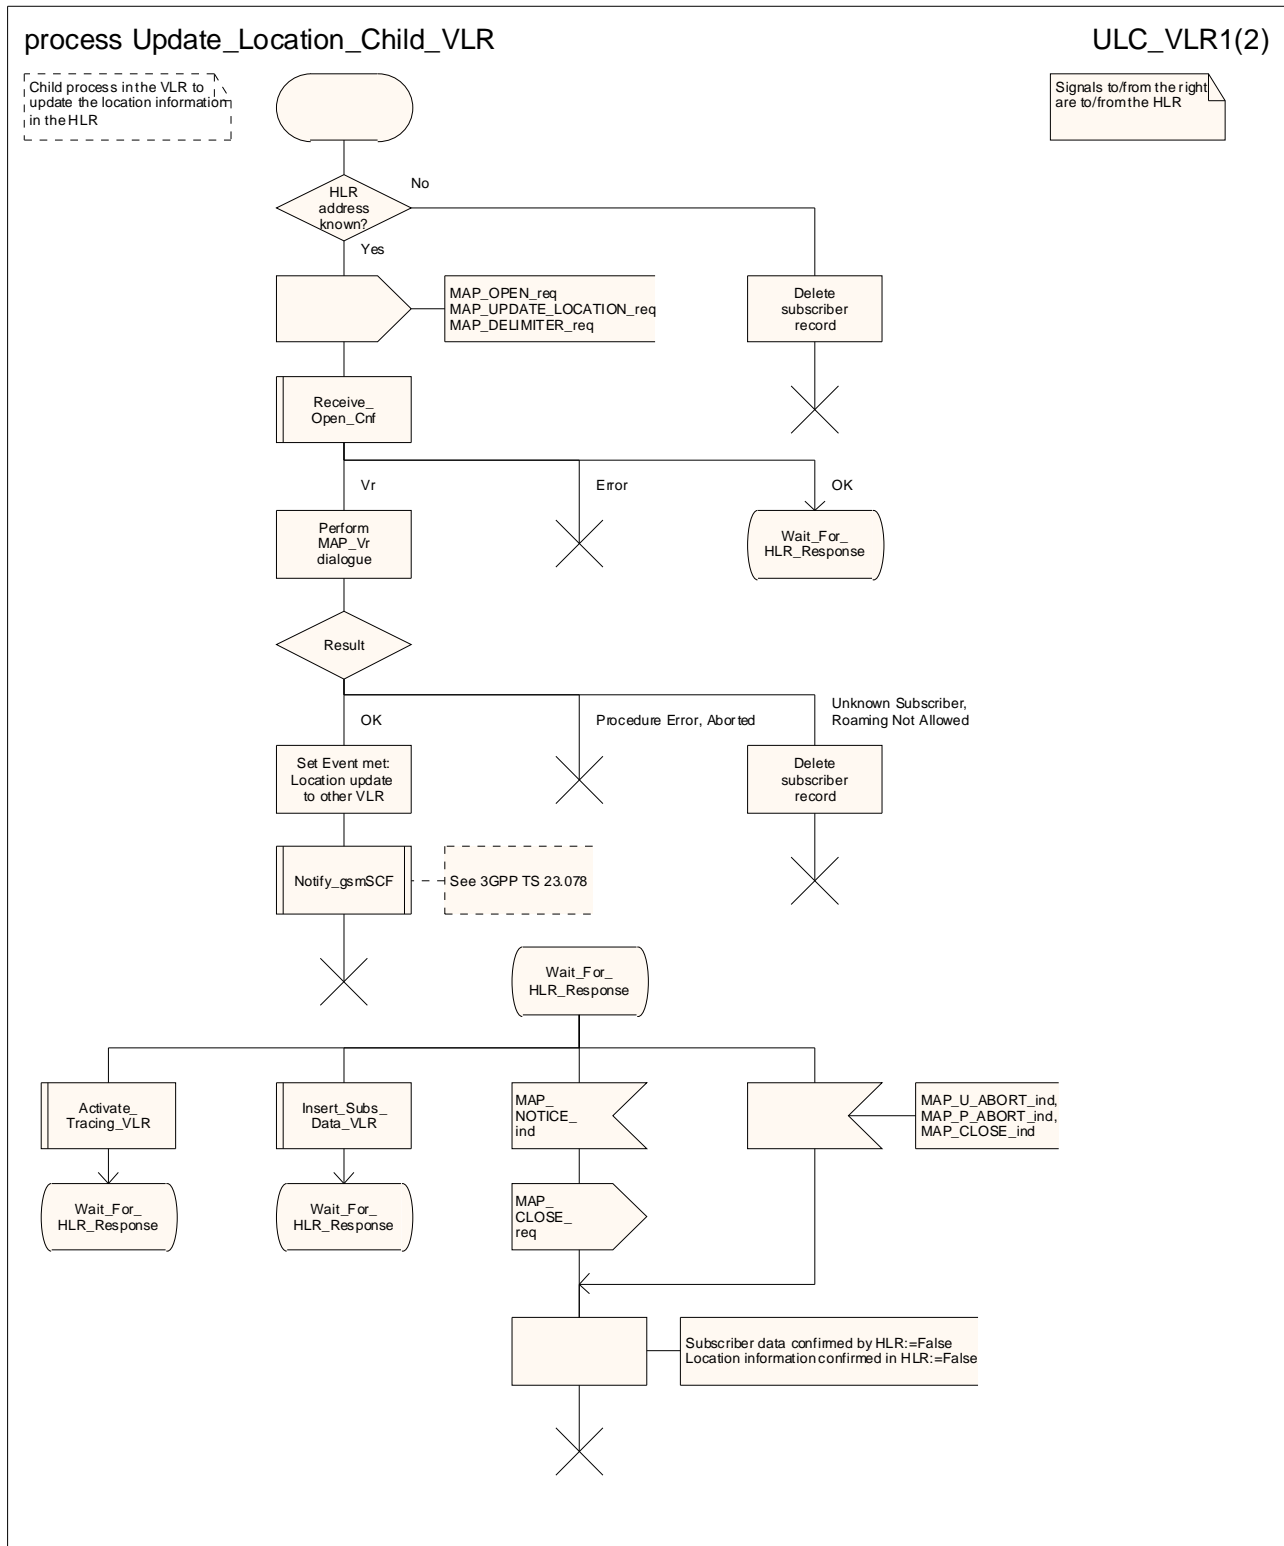 process Update_Location_Child_VLR
ULC_VLR1(2)
Child process in the VLR to
update the location information
in the HLR
Signals to/from the right
are to/from the HLR
HLR
address
known?
No
Yes
MAP_OPEN_req
MAP_UPDATE_LOCATION_req
MAP_DELIMITER_req
Delete
subscriber
record
Receive_
Open_Cnf
Vr
Error
OK
Perform
MAP_Vr
dialogue
Wait_For_
HLR_Response
Result
OK
Procedure Error, Aborted
Unknown Subscriber,
Roaming Not Allowed
Set Event met:
Location update
to other VLR
Delete
subscriber
record
Notify_gsmSCF
See 3GPP TS 23.078
Wait_For_
HLR_Response
Activate_
Tracing_VLR
Insert_Subs_
Data_VLR
MAP_
NOTICE_
ind
MAP_U_ABORT_ind,
MAP_P_ABORT_ind,
MAP_CLOSE_ind
Wait_For_
HLR_Response
Wait_For_
HLR_Response
MAP_
CLOSE_
req
Subscriber data confirmed by HLR:=False
Location information confirmed in HLR:=False